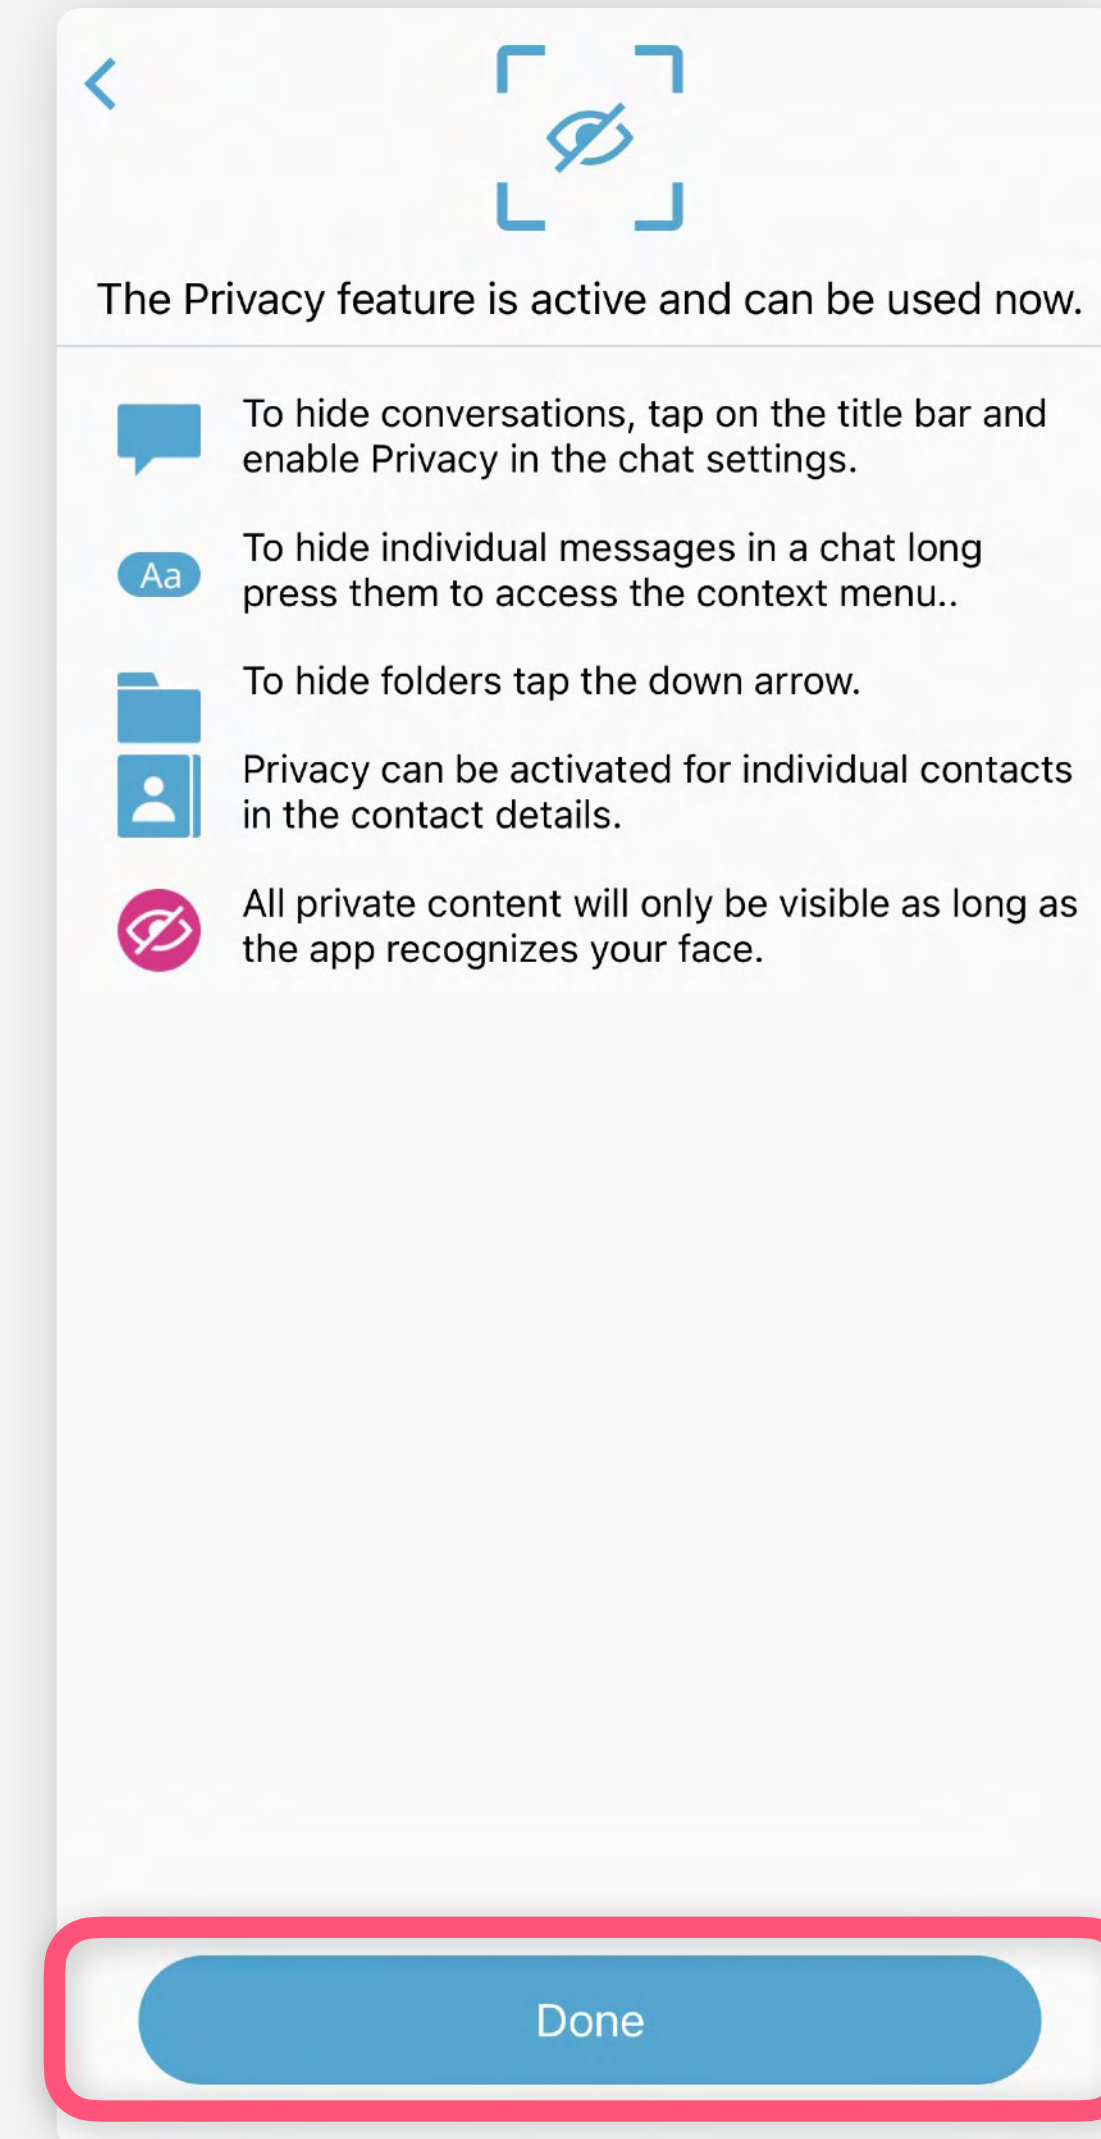 The Privacy feature is active and can be used now.
To hide conversations, tap on the title bar and
enable Privacy in the chat settings.
Aa
To hide individual messages in a chat long
press them to access the context menu..
To hide folders tap the down arrow.
Privacy can be activated for individual contacts
in the contact details.
All private content will only be visible as long as
the app recognizes your face.
Done